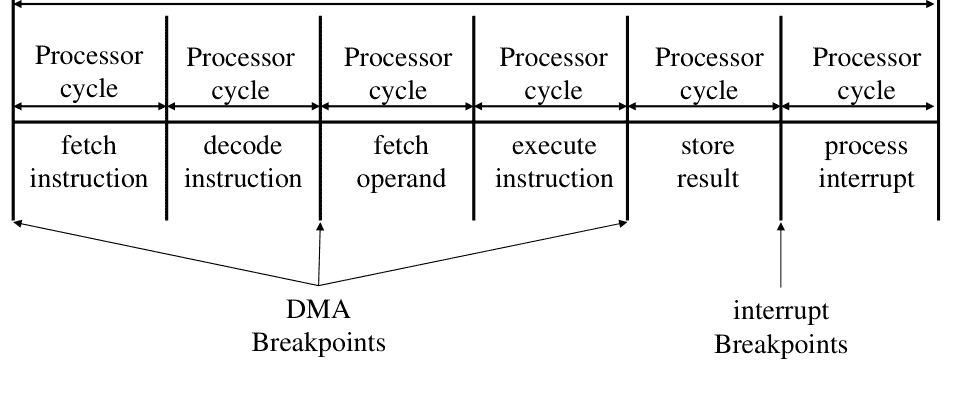 Processor
cycle
Processor
cycle
Processor
cycle
Processor
cycle
Processor
cycle
Processor
cycle
fetch
instruction
decode
instruction
fetch
operand
execute
instruction
store
result
process
interrupt
DMA
Breakpoints
interrupt
Breakpoints